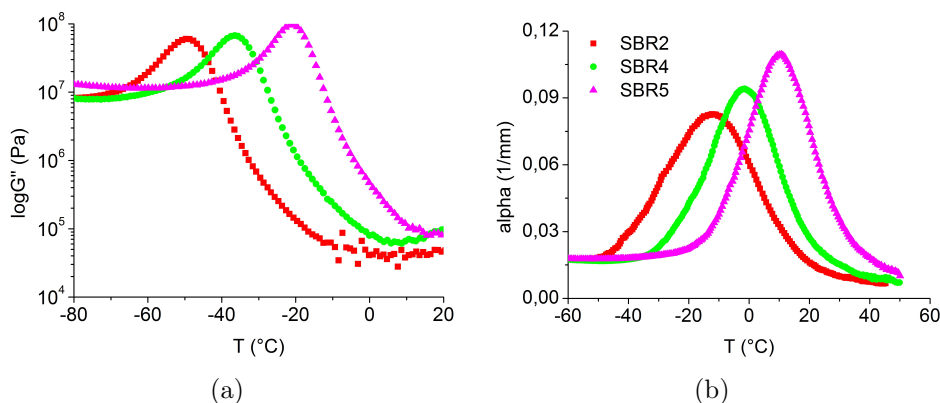 logG'' (Pa)
10⁸
10⁷
10⁶
10⁵
10⁴
-80
-60
-40
-20
0
20
T (°C)
(a)
alpha (1/mm)
0,12
0,09
0,06
0,03
0,00
SBR2
SBR4
SBR5
-60
-40
-20
0
20
40
60
T (°C)
(b)